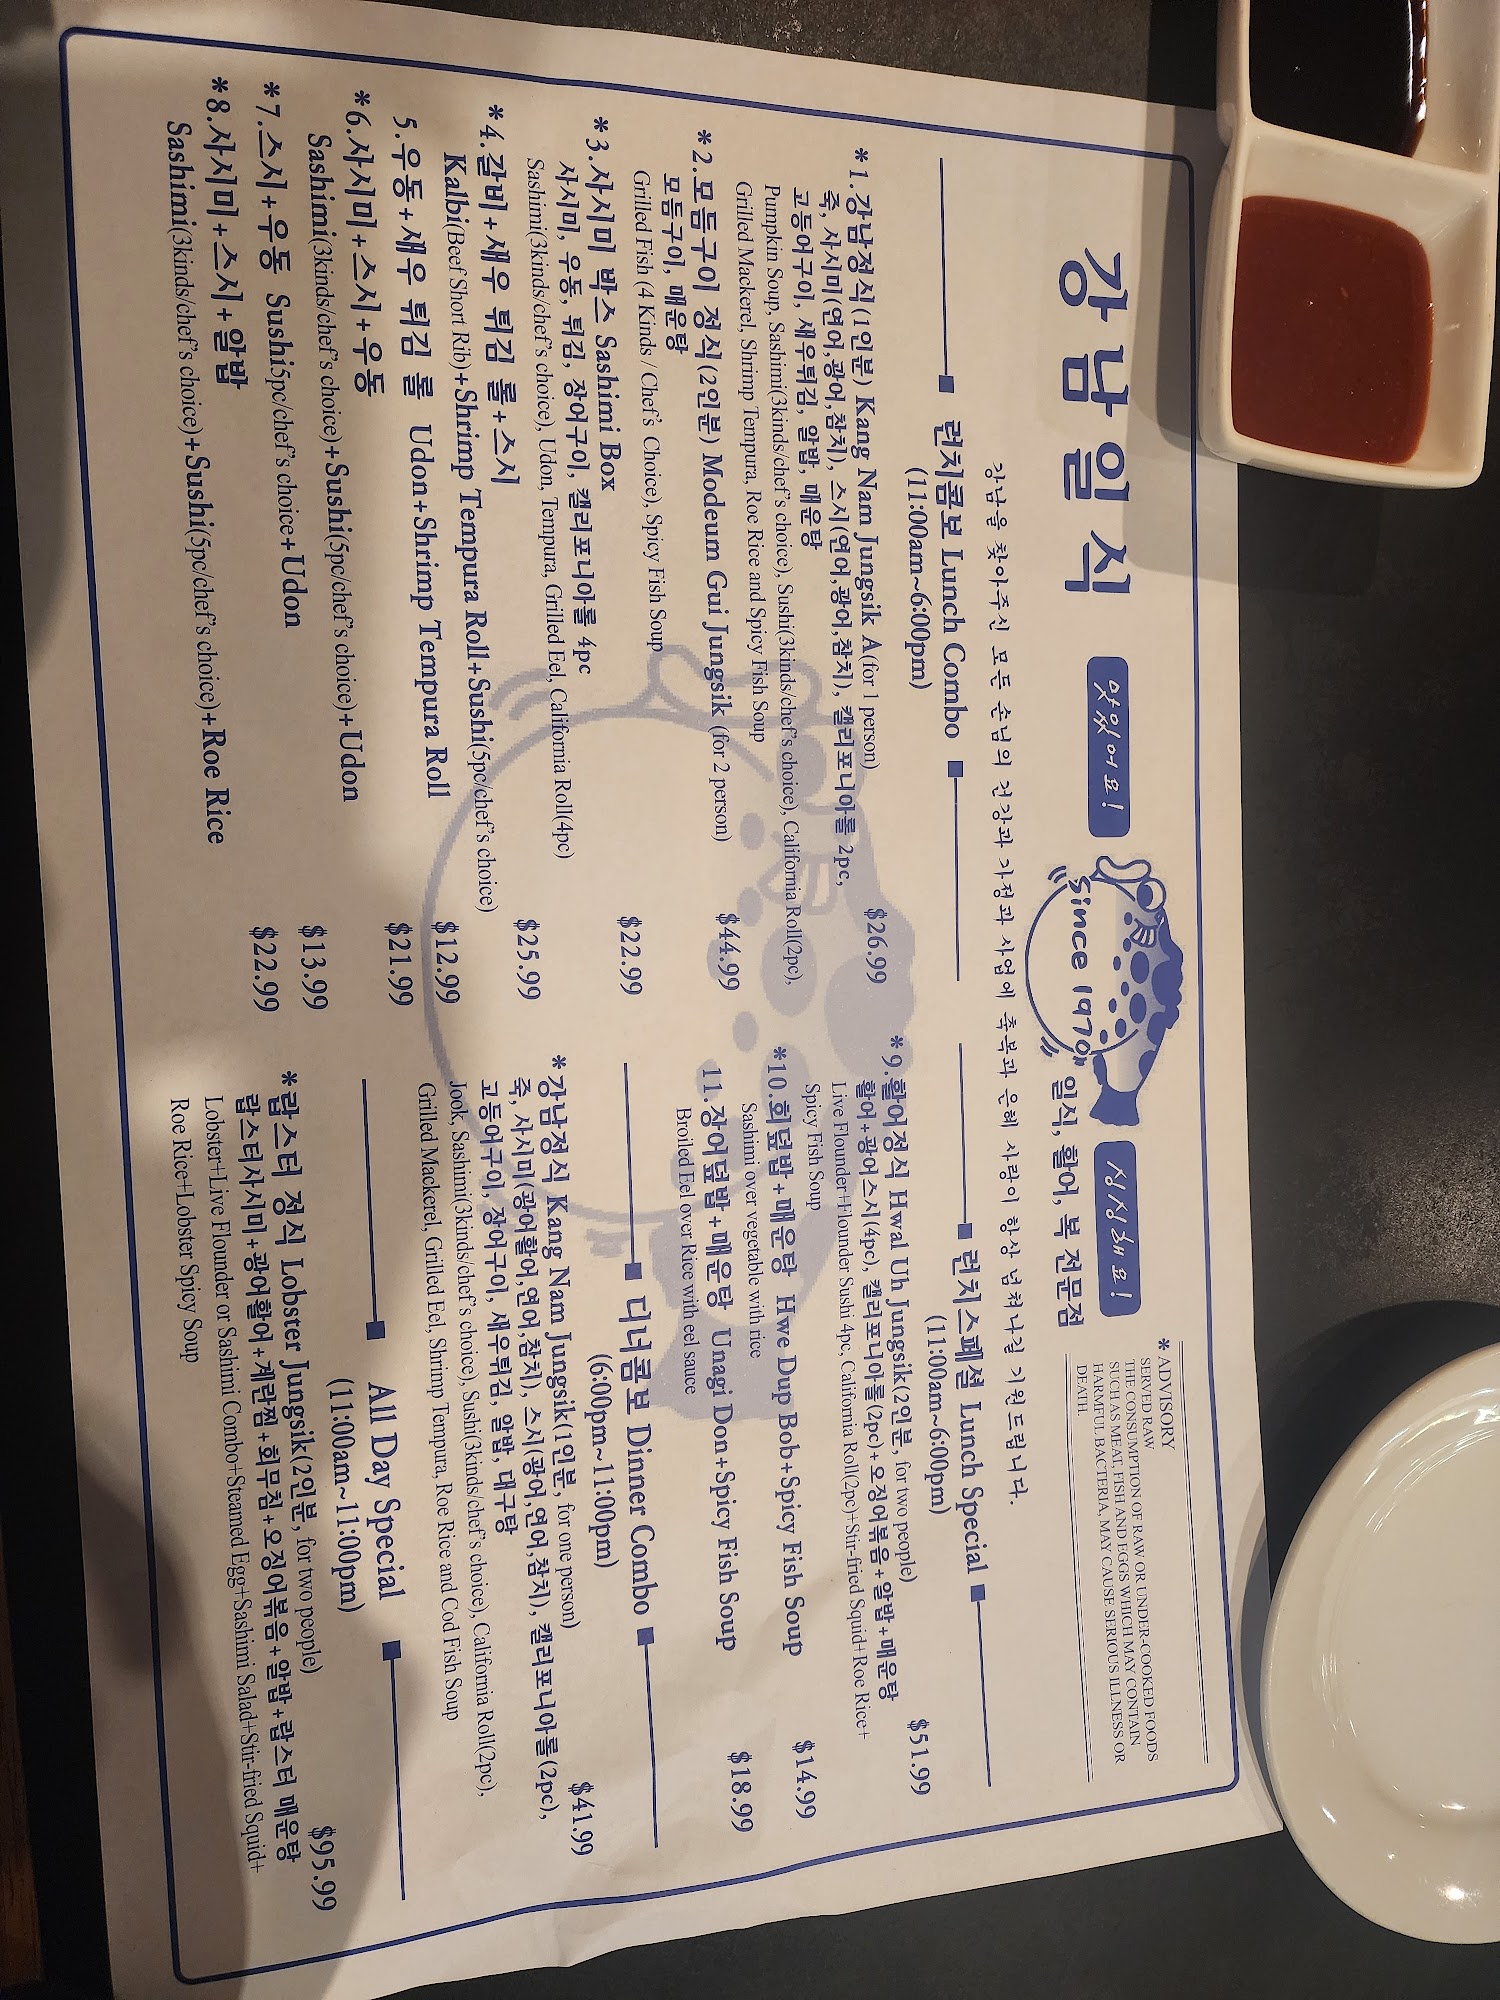 강남일식
맛있어요!
since 1970
싱싱해요!
일식, 활어, 복 전문점
*ADVISORY
SERVED RAW
THE CONSUMPTION OF RAW OR UNDER-COOKED FOODS
SUCH AS MEAT, FISH AND EGGS WHICH MAY CONTAIN
HARMFUL BACTERIA, MAY CAUSE SERIOUS ILLNESS OR
DEATH.
강남을 찾아주신 모든 손님의 건강과 가정과 사업에 축복과 은혜 사랑이 항상 넘쳐나길 기원드립니다.
런치콤보 Lunch Combo
(11:00am~6:00pm)
*1.강남정식(1인분) Kang Nam Jungsik A(for 1 person)
죽, 사시미(연어,광어,참치), 스시(연어,광어,참치), 캘리포니아롤 2pc,
고등어구이, 새우튀김, 알밥, 매운탕 $26.99
Pumpkin Soup, Sashimi(3kinds/chef's choice), Sushi(3kinds/chef's choice), California Roll(2pc),
Grilled Mackerel, Shrimp Tempura, Roe Rice and Spicy Fish Soup
*2.모듬구이 정식(2인분) Modeum Gui Jungsik (for 2 person) $44.99
모듬구이, 매운탕
Grilled Fish (4 Kinds / Chef's Choice), Spicy Fish Soup
*3.사시미 박스 Sashimi Box $22.99
사시미, 우동, 튀김, 장어구이, 캘리포니아롤 4pc
Sashimi(3kinds/chef's choice), Udon, Tempura, Grilled Eel, California Roll(4pc)
*4.갈비+새우 튀김 롤+스시 $25.99
Kalbi(Beef Short Rib)+Shrimp Tempura Roll+Sushi(5pc/chef's choice)
5.우동+새우 튀김 롤 Udon+Shrimp Tempura Roll $12.99
*6.사시미+스시+우동 $21.99
Sashimi(3kinds/chef's choice)+Sushi(5pc/chef's choice)+Udon
*7.스시+우동 Sushi5pc/chef's choice+Udon $13.99
*8.사시미+스시+알밥 $22.99
Sashimi(3kinds/chef's choice)+Sushi(5pc/chef's choice)+Roe Rice
런치스페셜 Lunch Special
(11:00am~6:00pm)
*9.활어정식 Hwal Uh Jungsik(2인분, for two people) $51.99
활어+광어스시(4pc), 캘리포니아롤(2pc)+오징어볶음+알밥+매운탕
Live Flounder+Flounder Sushi 4pc, California Roll(2pc)+Stir-fried Squid+Roe Rice+
Spicy Fish Soup
*10.회덮밥+매운탕 Hwe Dup Bob+Spicy Fish Soup $14.99
Sashimi over vegetable with rice
11.장어덮밥+매운탕 Unagi Don+Spicy Fish Soup $18.99
Broiled Eel over Rice with eel sauce
디너콤보 Dinner Combo
(6:00pm~11:00pm)
*강남정식 Kang Nam Jungsik(1인분, for one person) $41.99
죽, 사시미(광어활어,연어,참치), 스시(광어,연어,참치), 캘리포니아롤(2pc),
고등어구이, 장어구이, 새우튀김, 알밥, 대구탕
Jook, Sashimi(3kinds/chef's choice), Sushi(3kinds/chef's choice), California Roll(2pc),
Grilled Mackerel, Grilled Eel, Shrimp Tempura, Roe Rice and Cod Fish Soup
All Day Special
(11:00am~11:00pm)
*랍스터 정식 Lobster Jungsik(2인분, for two people) $95.99
랍스타사시미+광어활어+계란찜+회무침+오징어볶음+알밥+랍스터 매운탕
Lobster+Live Flounder or Sashimi Combo+Steamed Egg+Sashimi Salad+Stir-fried Squid+
Roe Rice+Lobster Spicy Soup